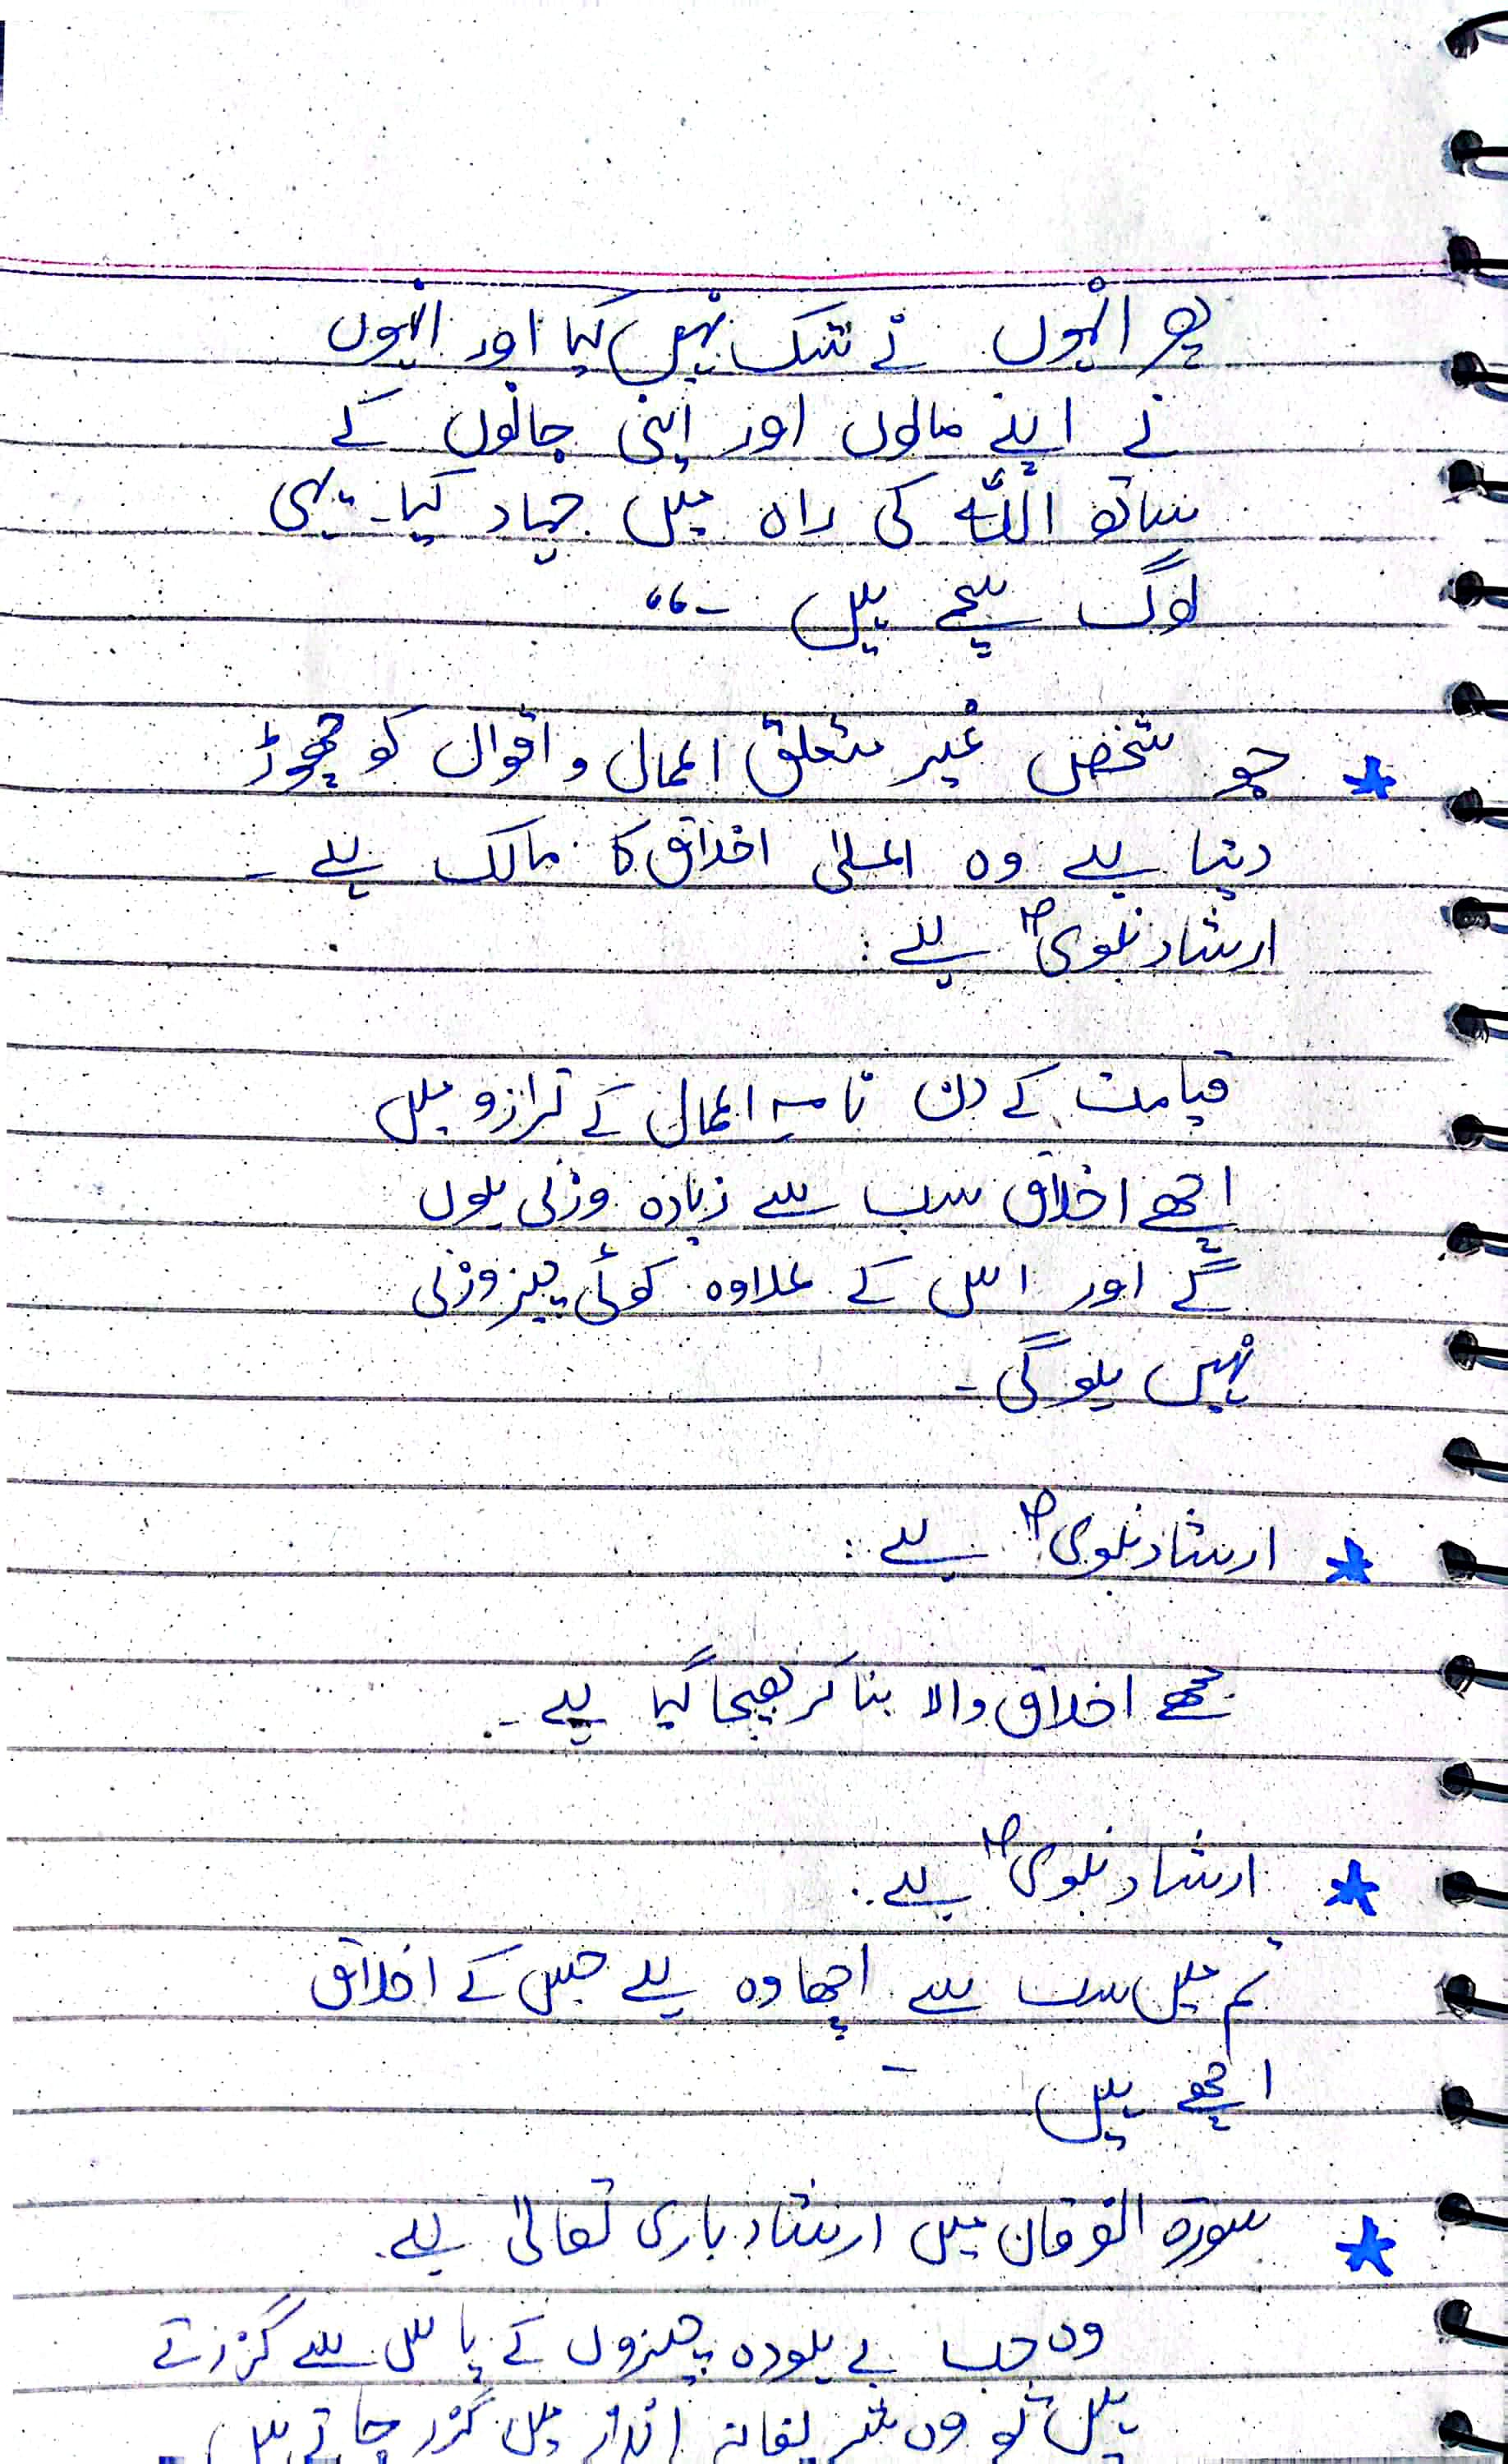 پھر انہوں نے شک نہیں کیا اور انہوں
نے اپنے مالوں اور اپنی جانوں کے
ساتھ اللّٰہ کی راہ میں جہاد کیا۔ یہی
لوگ سچے ہیں ۔“
* جو شخص غیر متعلق اعمال و اقوال کو چھوڑ
دیتا ہے وہ اعلیٰ اخلاق کا مالک ہے ۔
ارشاد نبویؐ ہے :
قیامت کے دن نامہ اعمال کے ترازو میں
اچھے اخلاق سب سے زیادہ وزنی ہوں
گے اور اس کے علاوہ کوئی چیز وزنی
نہیں ہوگی ۔
* ارشاد نبویؐ ہے :
مجھے اخلاق والا بنا کر بھیجا گیا ہے ۔
* ارشاد نبویؐ ہے :
تم میں سب سے اچھا وہ ہے جس کے اخلاق
اچھے ہیں ۔
* سورۃ الفرقان میں ارشاد باری تعالیٰ ہے :
وہ جب بے ہودہ چیزوں کے پاس سے گزرتے
ہیں تو وہ شریفانہ انداز میں گزر جاتے ہیں ۔